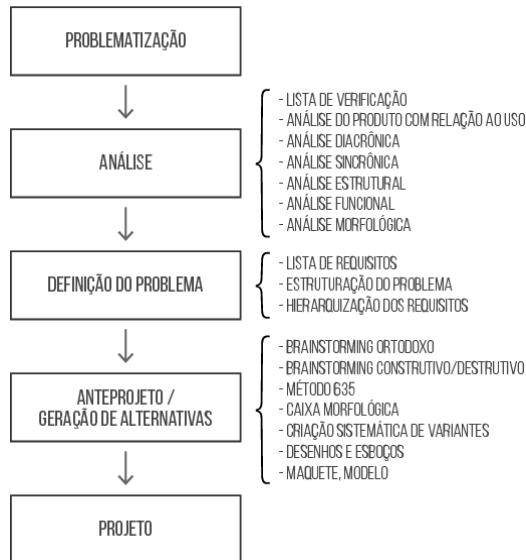 PROBLEMATIZAÇÃO
ANÁLISE
- LISTA DE VERIFICAÇÃO
- ANÁLISE DO PRODUTO COM RELAÇÃO AO USO
- ANÁLISE DIACRÔNICA
- ANÁLISE SINCRÔNICA
- ANÁLISE ESTRUTURAL
- ANÁLISE FUNCIONAL
- ANÁLISE MORFOLÓGICA
DEFINIÇÃO DO PROBLEMA
- LISTA DE REQUISITOS
- ESTRUTURAÇÃO DO PROBLEMA
- HIERARQUIZAÇÃO DOS REQUISITOS
ANTEPROJETO /
GERAÇÃO DE ALTERNATIVAS
- BRAINSTORMING ORTODOXO
- BRAINSTORMING CONSTRUTIVO/DESTRUTIVO
- MÉTODO 635
- CAIXA MORFOLÓGICA
- CRIAÇÃO SISTEMÁTICA DE VARIANTES
- DESENHOS E ESBOÇOS
- MAQUETE, MODELO
PROJETO